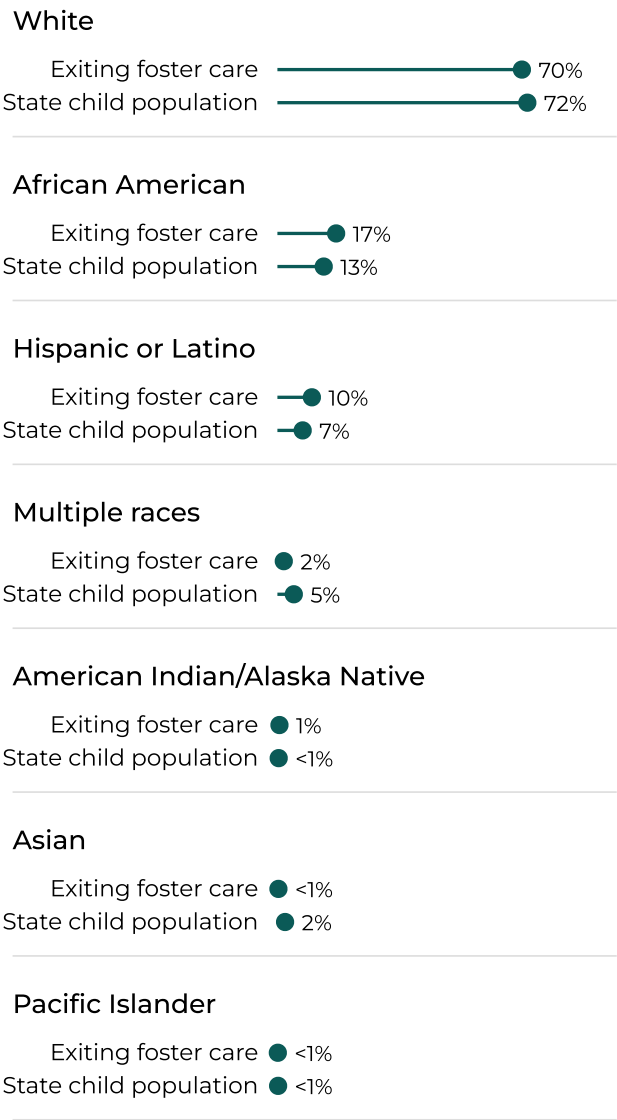 White
Exiting foster care 70%
State child population 72%
African American
Exiting foster care 17%
State child population 13%
Hispanic or Latino
Exiting foster care 10%
State child population 7%
Multiple races
Exiting foster care 2%
State child population 5%
American Indian/Alaska Native
Exiting foster care 1%
State child population <1%
Asian
Exiting foster care <1%
State child population 2%
Pacific Islander
Exiting foster care <1%
State child population <1%